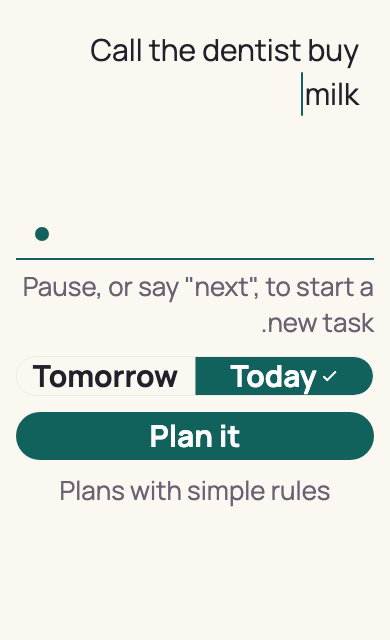 Call the dentist buy
milk
Pause, or say "next", to start a
.new task
Today
Tomorrow
Plan it
Plans with simple rules